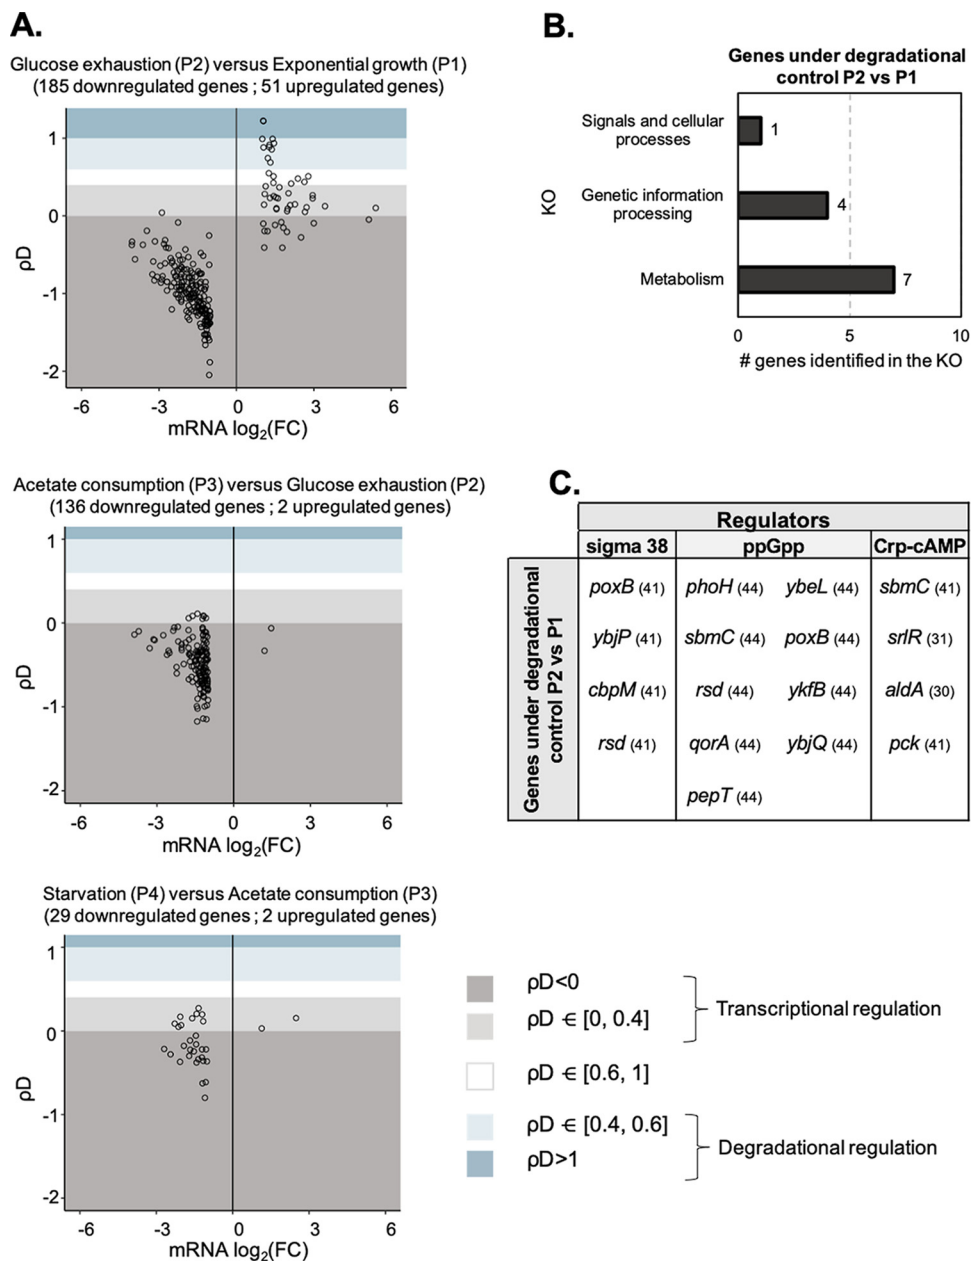 A.
Glucose exhaustion (P2) versus Exponential growth (P1)
(185 downregulated genes ; 51 upregulated genes)
1
0
-1
-2
ρD
-6 -3 0 3 6
mRNA log2(FC)
Acetate consumption (P3) versus Glucose exhaustion (P2)
(136 downregulated genes ; 2 upregulated genes)
1
0
-1
-2
ρD
-6 -3 0 3 6
mRNA log2(FC)
Starvation (P4) versus Acetate consumption (P3)
(29 downregulated genes ; 2 upregulated genes)
1
0
-1
-2
ρD
-6 -3 0 3 6
mRNA log2(FC)
B.
Genes under degradational
control P2 vs P1
KO
Signals and cellular
processes
1
Genetic information
processing
4
Metabolism
7
0 5 10
# genes identified in the KO
C.
Regulators
sigma 38 ppGpp Crp-cAMP
Genes under degradational
control P2 vs P1
poxB (41) phoH (44) ybeL (44) sbmC (41)
ybjP (41) sbmC (44) poxB (44) srlR (31)
cbpM (41) rsd (44) ykfB (44) aldA (30)
rsd (41) qorA (44) ybjQ (44) pck (41)
pepT (44)
ρD<0
ρD ∈ [0, 0.4]
Transcriptional regulation
ρD ∈ [0.6, 1]
ρD ∈ [0.4, 0.6]
ρD>1
Degradational regulation